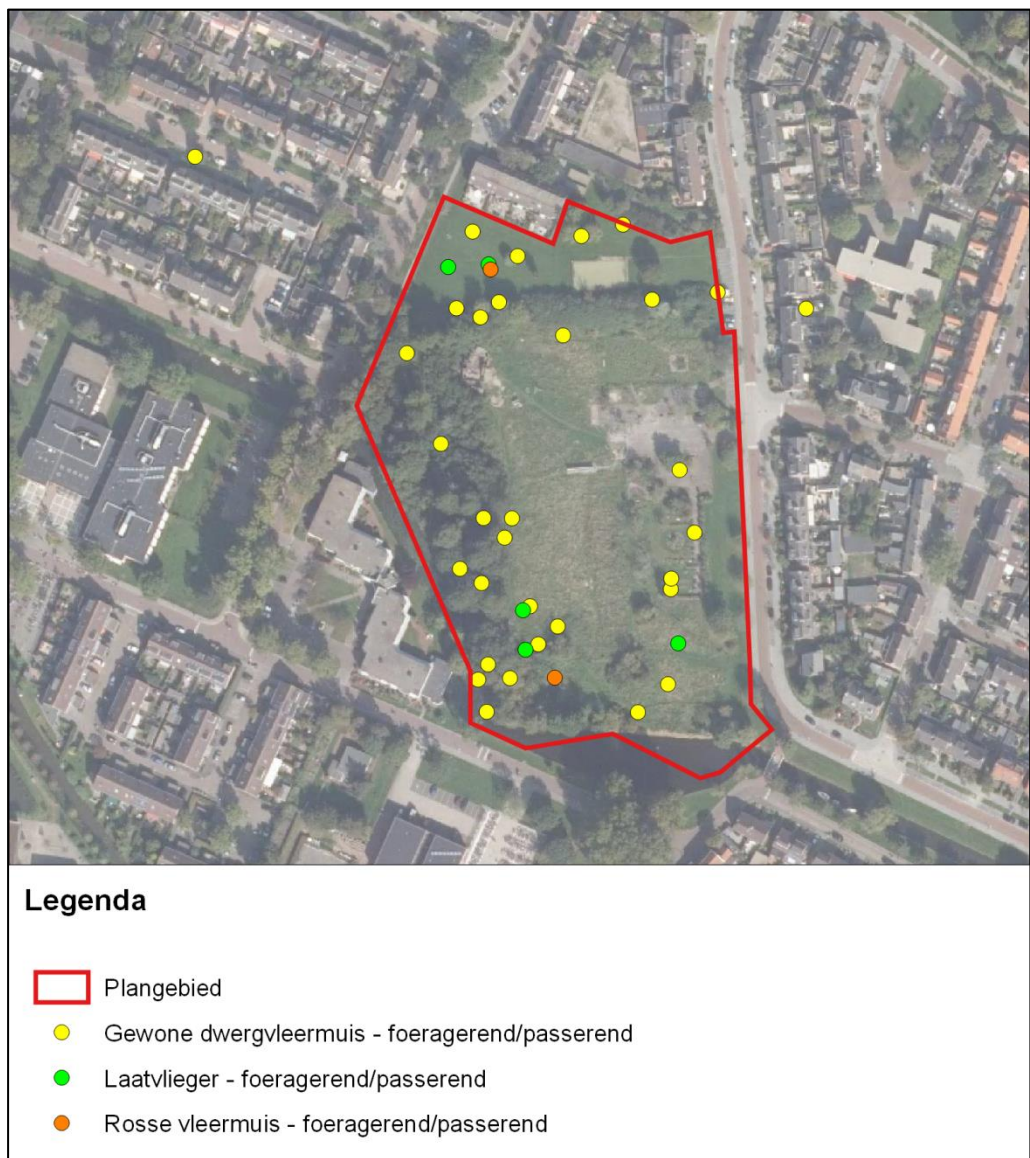 Legenda
Plangebied
Gewone dwergvleermuis - foeragerend/passerend
Laatvlieger - foeragerend/passerend
Rosse vleermuis - foeragerend/passerend